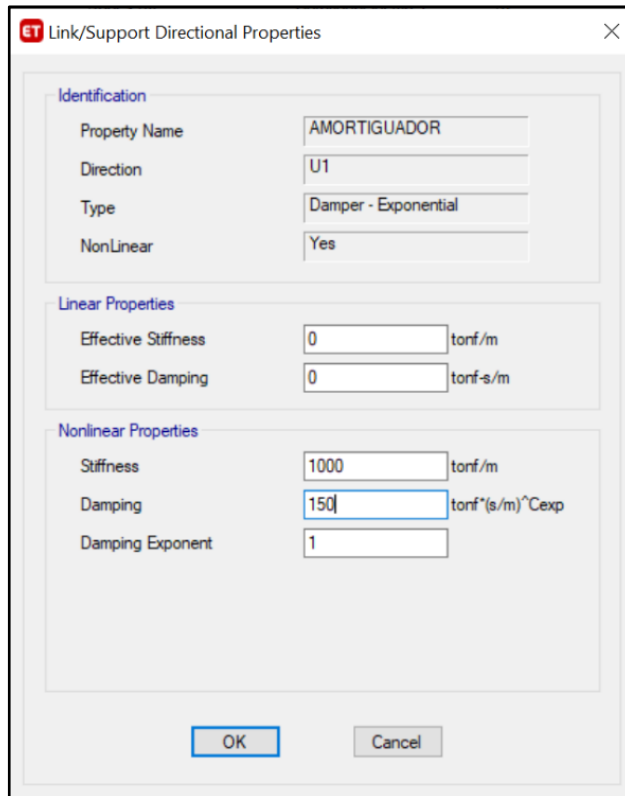 ET Link/Support Directional Properties
Identification
Property Name AMORTIGUADOR
Direction U1
Type Damper - Exponential
NonLinear Yes
Linear Properties
Effective Stiffness 0 tonf/m
Effective Damping 0 tonf-s/m
Nonlinear Properties
Stiffness 1000 tonf/m
Damping 150 tonf*(s/m)^Cexp
Damping Exponent 1
OK Cancel